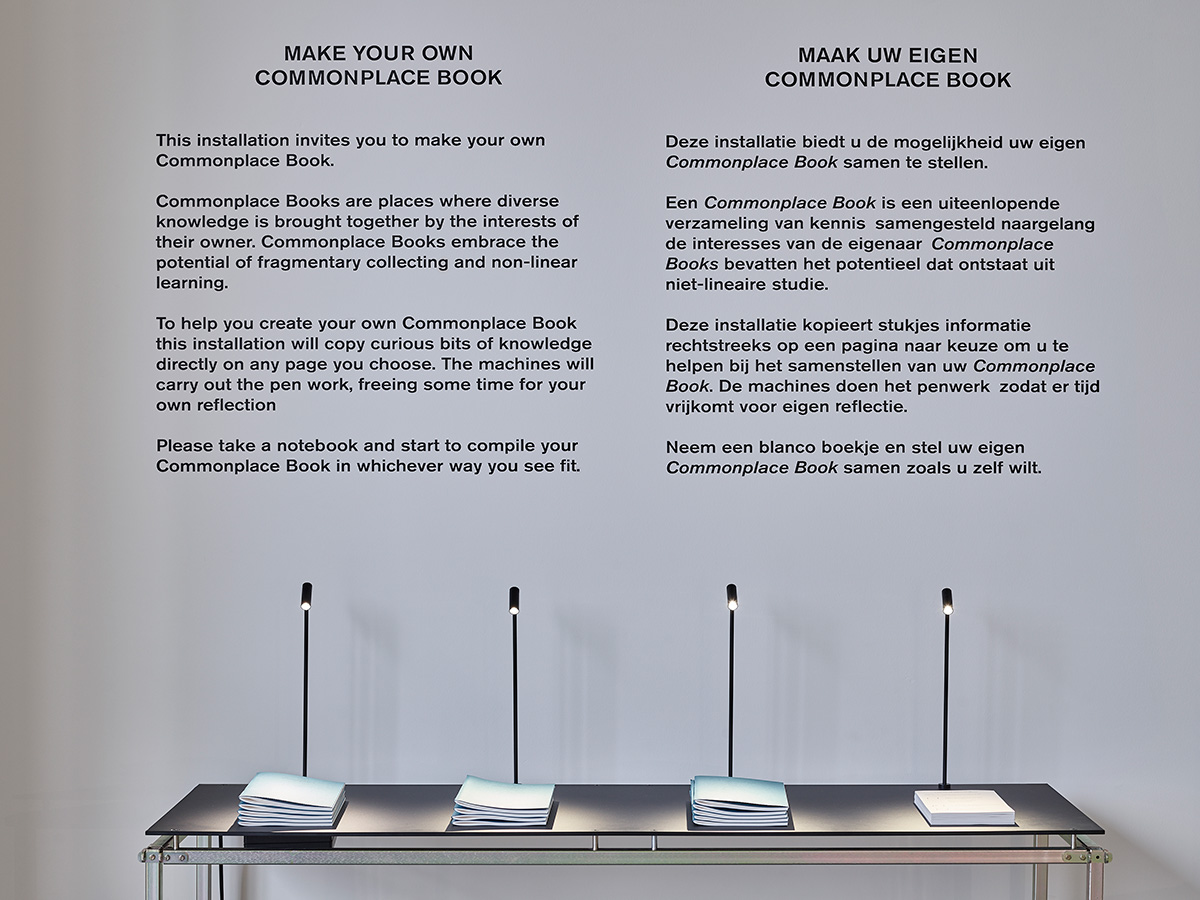 MAKE YOUR OWN
COMMONPLACE BOOK
This installation invites you to make your own
Commonplace Book.
Commonplace Books are places where diverse
knowledge is brought together by the interests of
their owner. Commonplace Books embrace the
potential of fragmentary collecting and non-linear
learning.
To help you create your own Commonplace Book
this installation will copy curious bits of knowledge
directly on any page you choose. The machines will
carry out the pen work, freeing some time for your
own reflection
Please take a notebook and start to compile your
Commonplace Book in whichever way you see fit.
MAAK UW EIGEN
COMMONPLACE BOOK
Deze installatie biedt u de mogelijkheid uw eigen
Commonplace Book samen te stellen.
Een Commonplace Book is een uiteenlopende
verzameling van kennis samengesteld naargelang
de interesses van de eigenaar Commonplace
Books bevatten het potentieel dat ontstaat uit
niet-lineaire studie.
Deze installatie kopieert stukjes informatie
rechtstreeks op een pagina naar keuze om u te
helpen bij het samenstellen van uw Commonplace
Book. De machines doen het penwerk zodat er tijd
vrijkomt voor eigen reflectie.
Neem een blanco boekje en stel uw eigen
Commonplace Book samen zoals u zelf wilt.